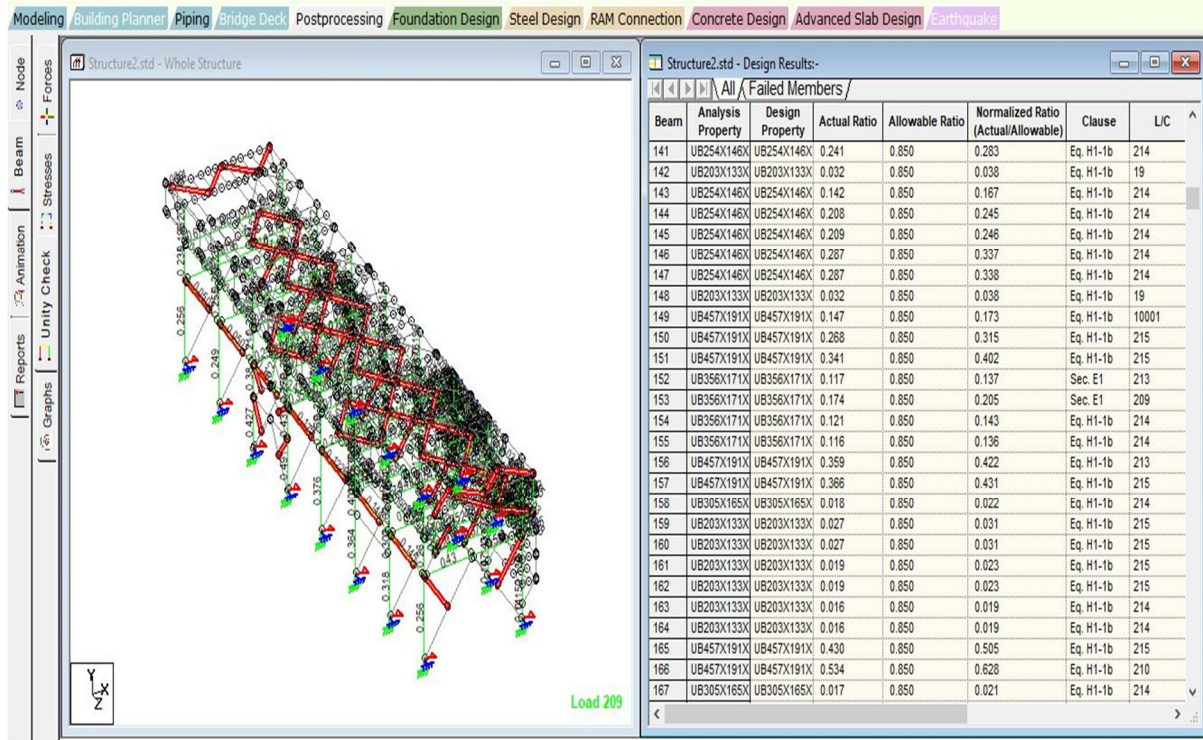 Modeling Building Planner Piping Bridge Deck Postprocessing Foundation Design Steel Design RAM Connection Concrete Design Advanced Slab Design Earthquake
Node
Beam
Animation
Reports
Forces
Stresses
Unity Check
Graphs
Structure2.std - Whole Structure
0.256
0.249
0.427
0.376
0.364
0.318
0.256
Y
X
Z
Load 209
Structure2.std - Design Results:-
All Failed Members
Beam Analysis Property Design Property Actual Ratio Allowable Ratio Normalized Ratio (Actual/Allowable) Clause L/C
141 UB254X146X UB254X146X 0.241 0.850 0.283 Eq. H1-1b 214
142 UB203X133X UB203X133X 0.032 0.850 0.038 Eq. H1-1b 19
143 UB254X146X UB254X146X 0.142 0.850 0.167 Eq. H1-1b 214
144 UB254X146X UB254X146X 0.208 0.850 0.245 Eq. H1-1b 214
145 UB254X146X UB254X146X 0.209 0.850 0.246 Eq. H1-1b 214
146 UB254X146X UB254X146X 0.287 0.850 0.337 Eq. H1-1b 214
147 UB254X146X UB254X146X 0.287 0.850 0.338 Eq. H1-1b 214
148 UB203X133X UB203X133X 0.032 0.850 0.038 Eq. H1-1b 19
149 UB457X191X UB457X191X 0.147 0.850 0.173 Eq. H1-1b 10001
150 UB457X191X UB457X191X 0.268 0.850 0.315 Eq. H1-1b 215
151 UB457X191X UB457X191X 0.341 0.850 0.402 Eq. H1-1b 215
152 UB356X171X UB356X171X 0.117 0.850 0.137 Sec. E1 213
153 UB356X171X UB356X171X 0.174 0.850 0.205 Sec. E1 209
154 UB356X171X UB356X171X 0.121 0.850 0.143 Eq. H1-1b 214
155 UB356X171X UB356X171X 0.116 0.850 0.136 Eq. H1-1b 214
156 UB457X191X UB457X191X 0.359 0.850 0.422 Eq. H1-1b 213
157 UB457X191X UB457X191X 0.366 0.850 0.431 Eq. H1-1b 215
158 UB305X165X UB305X165X 0.018 0.850 0.022 Eq. H1-1b 214
159 UB203X133X UB203X133X 0.027 0.850 0.031 Eq. H1-1b 215
160 UB203X133X UB203X133X 0.027 0.850 0.031 Eq. H1-1b 215
161 UB203X133X UB203X133X 0.019 0.850 0.023 Eq. H1-1b 215
162 UB203X133X UB203X133X 0.019 0.850 0.023 Eq. H1-1b 215
163 UB203X133X UB203X133X 0.016 0.850 0.019 Eq. H1-1b 214
164 UB203X133X UB203X133X 0.016 0.850 0.019 Eq. H1-1b 214
165 UB457X191X UB457X191X 0.430 0.850 0.505 Eq. H1-1b 215
166 UB457X191X UB457X191X 0.534 0.850 0.628 Eq. H1-1b 210
167 UB305X165X UB305X165X 0.017 0.850 0.021 Eq. H1-1b 214